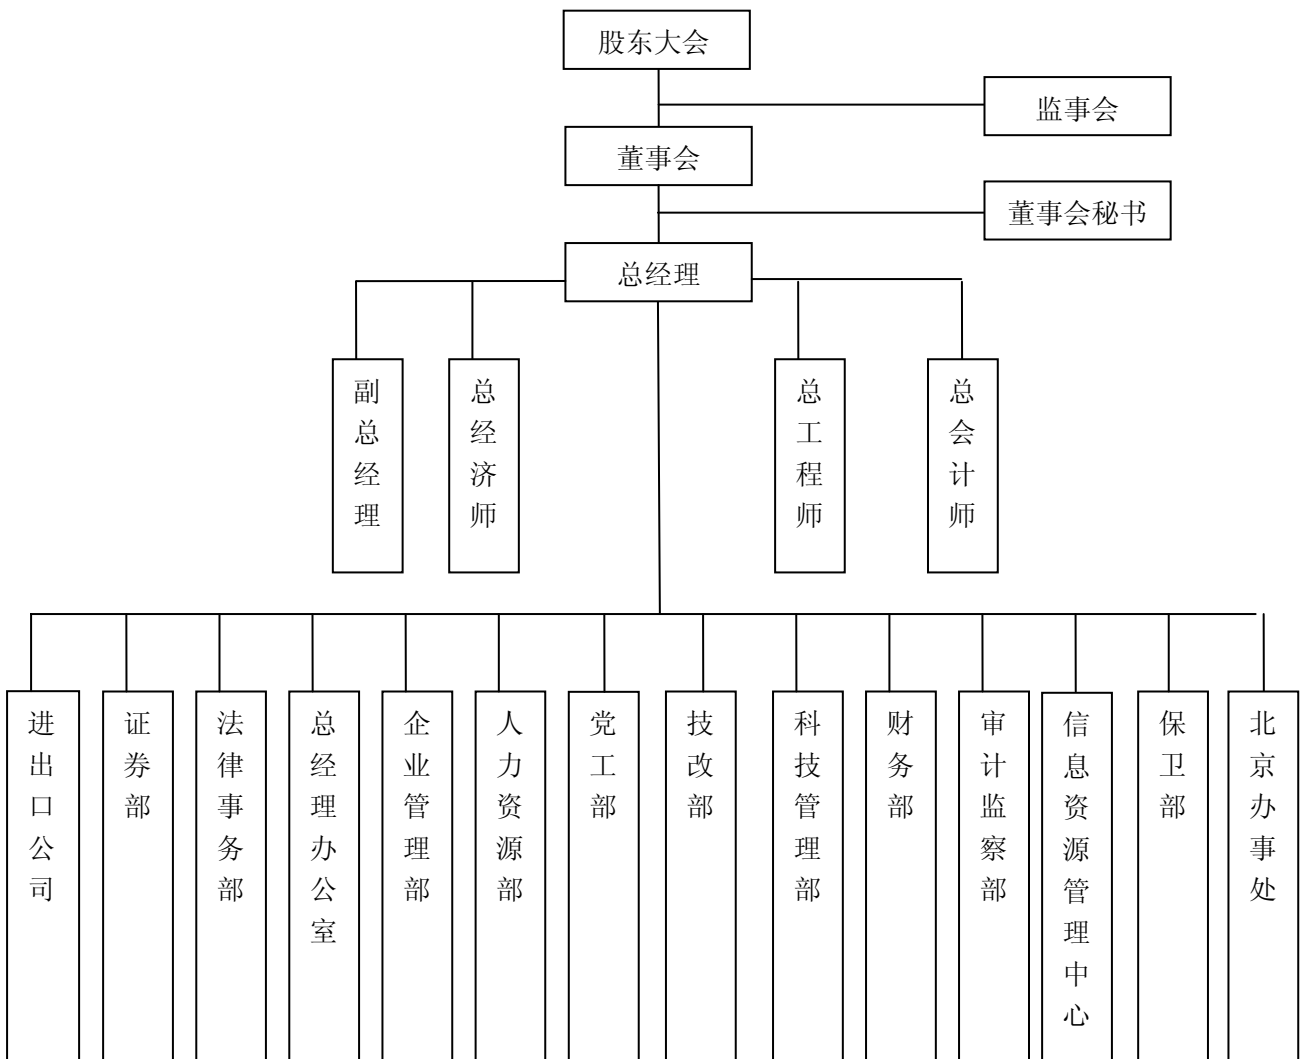 股东大会
监事会
董事会
董事会秘书
总经理
副总经理
总经济师
总工程师
总会计师
进出口公司
证券部
法律事务部
总经理办公室
企业管理部
人力资源部
党工部
技改部
科技管理部
财务部
审计监察部
信息资源管理中心
保卫部
北京办事处